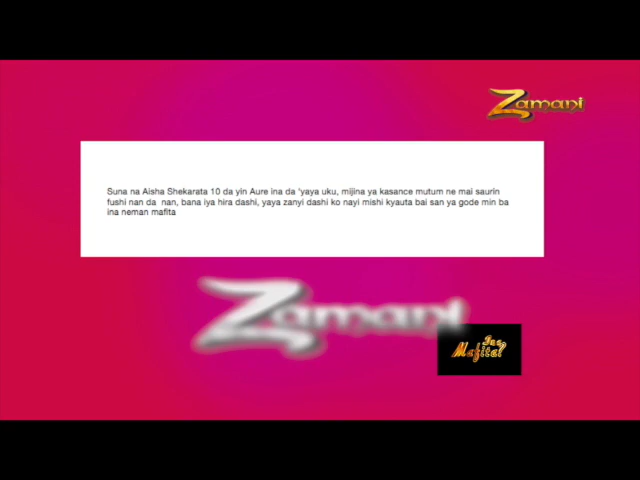 Zamani
Suna na Aisha Shekarata 10 da yin Aure ina da 'yaya uku, mijina ya kasance mutum ne mai saurin
fushi nan da nan, bana iya hira dashi, yaya zanyi dashi ko nayi mishi kyauta bai san ya gode min ba
ina neman mafita
Zamani
Ina
Mafita?